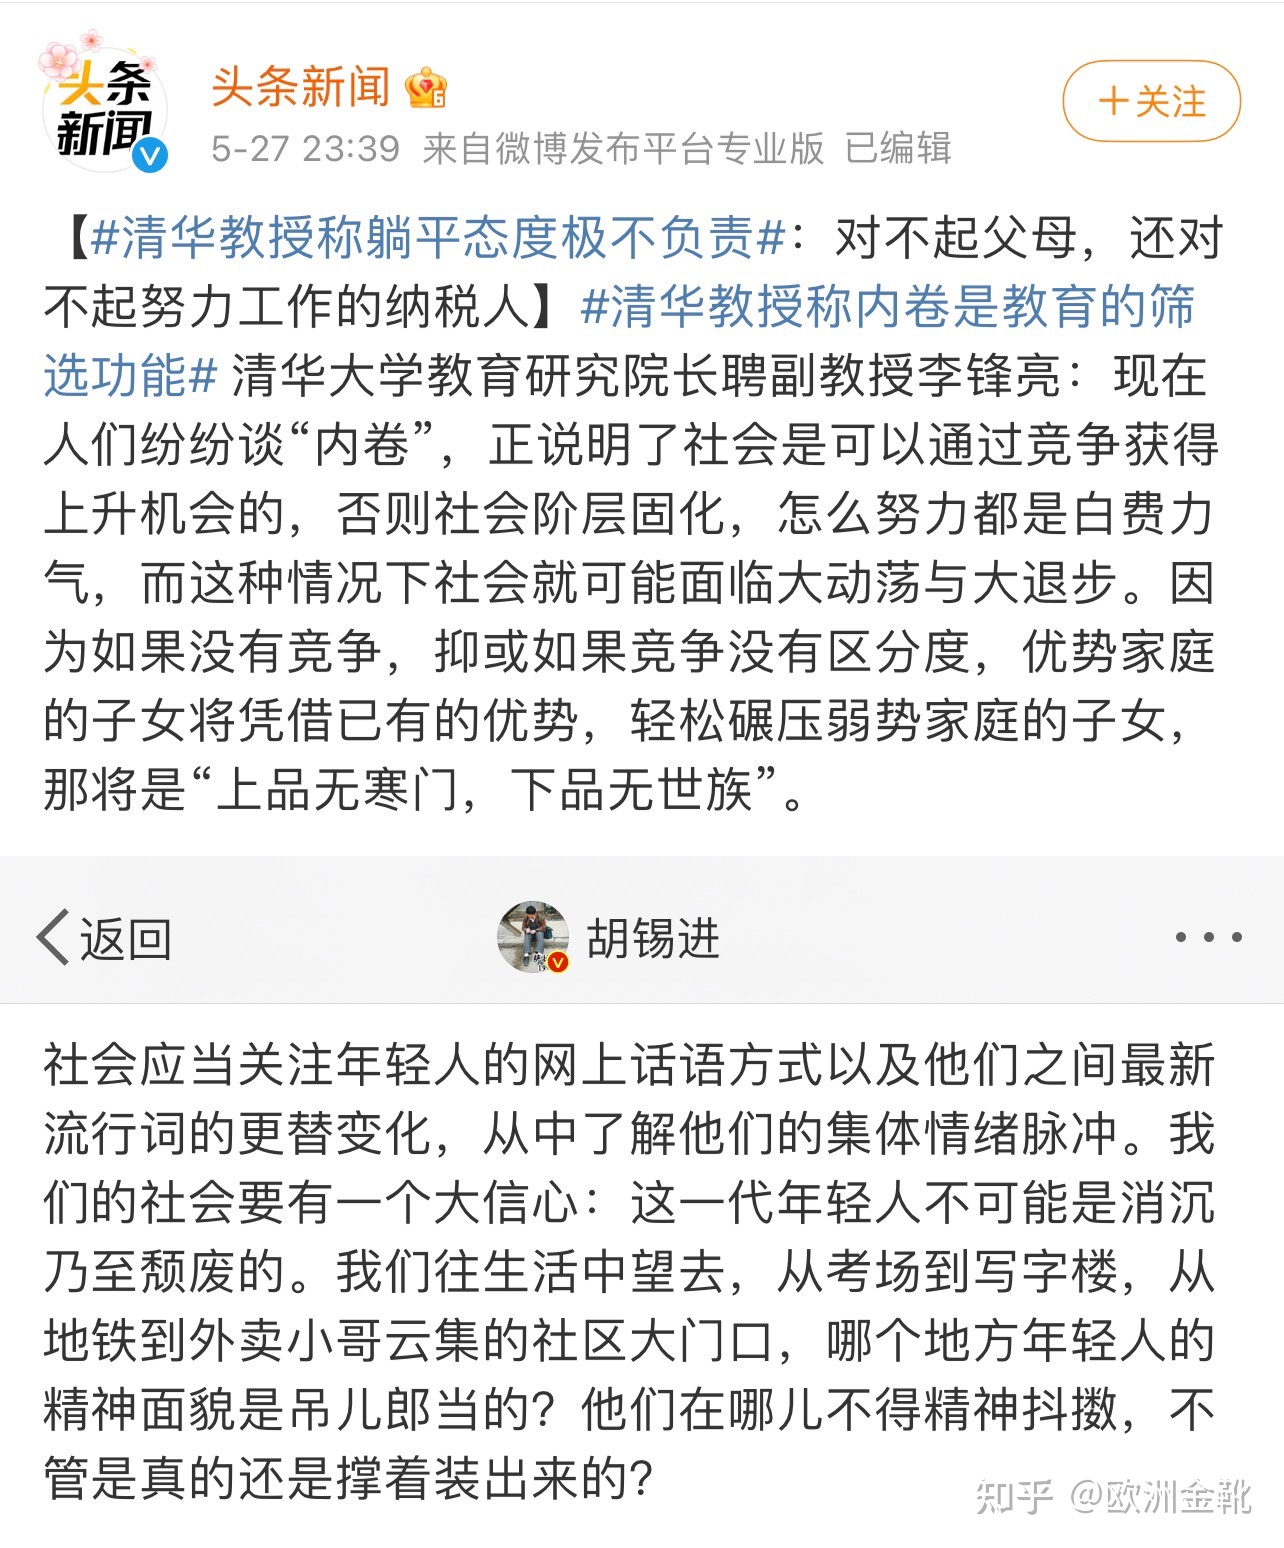 头条
新闻
头条新闻
+关注
5-27 23:39 来自微博发布平台专业版 已编辑
【#清华教授称躺平态度极不负责#：对不起父母，还对
不起努力工作的纳税人】#清华教授称内卷是教育的筛
选功能# 清华大学教育研究院长聘副教授李锋亮：现在
人们纷纷谈“内卷”，正说明了社会是可以通过竞争获得
上升机会的，否则社会阶层固化，怎么努力都是白费力
气，而这种情况下社会就可能面临大动荡与大退步。因
为如果没有竞争，抑或如果竞争没有区分度，优势家庭
的子女将凭借已有的优势，轻松碾压弱势家庭的子女，
那将是“上品无寒门，下品无世族”。
返回
胡锡进
社会应当关注年轻人的网上话语方式以及他们之间最新
流行词的更替变化，从中了解他们的集体情绪脉冲。我
们的社会要有一个大信心：这一代年轻人不可能是消沉
乃至颓废的。我们往生活中望去，从考场到写字楼，从
地铁到外卖小哥云集的社区大门口，哪个地方年轻人的
精神面貌是吊儿郎当的？他们在哪儿不得精神抖擞，不
管是真的还是撑着装出来的？
知乎 @欧洲金靴